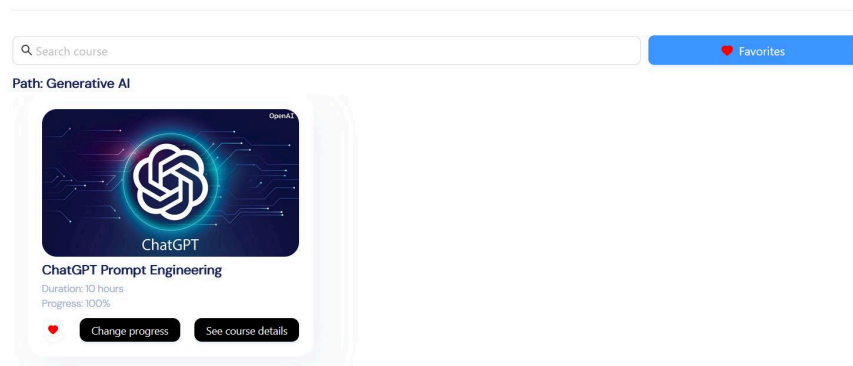 Search course
Favorites
Path: Generative AI
OpenAI
ChatGPT
ChatGPT Prompt Engineering
Duration: 10 hours
Progress: 100%
Change progress
See course details